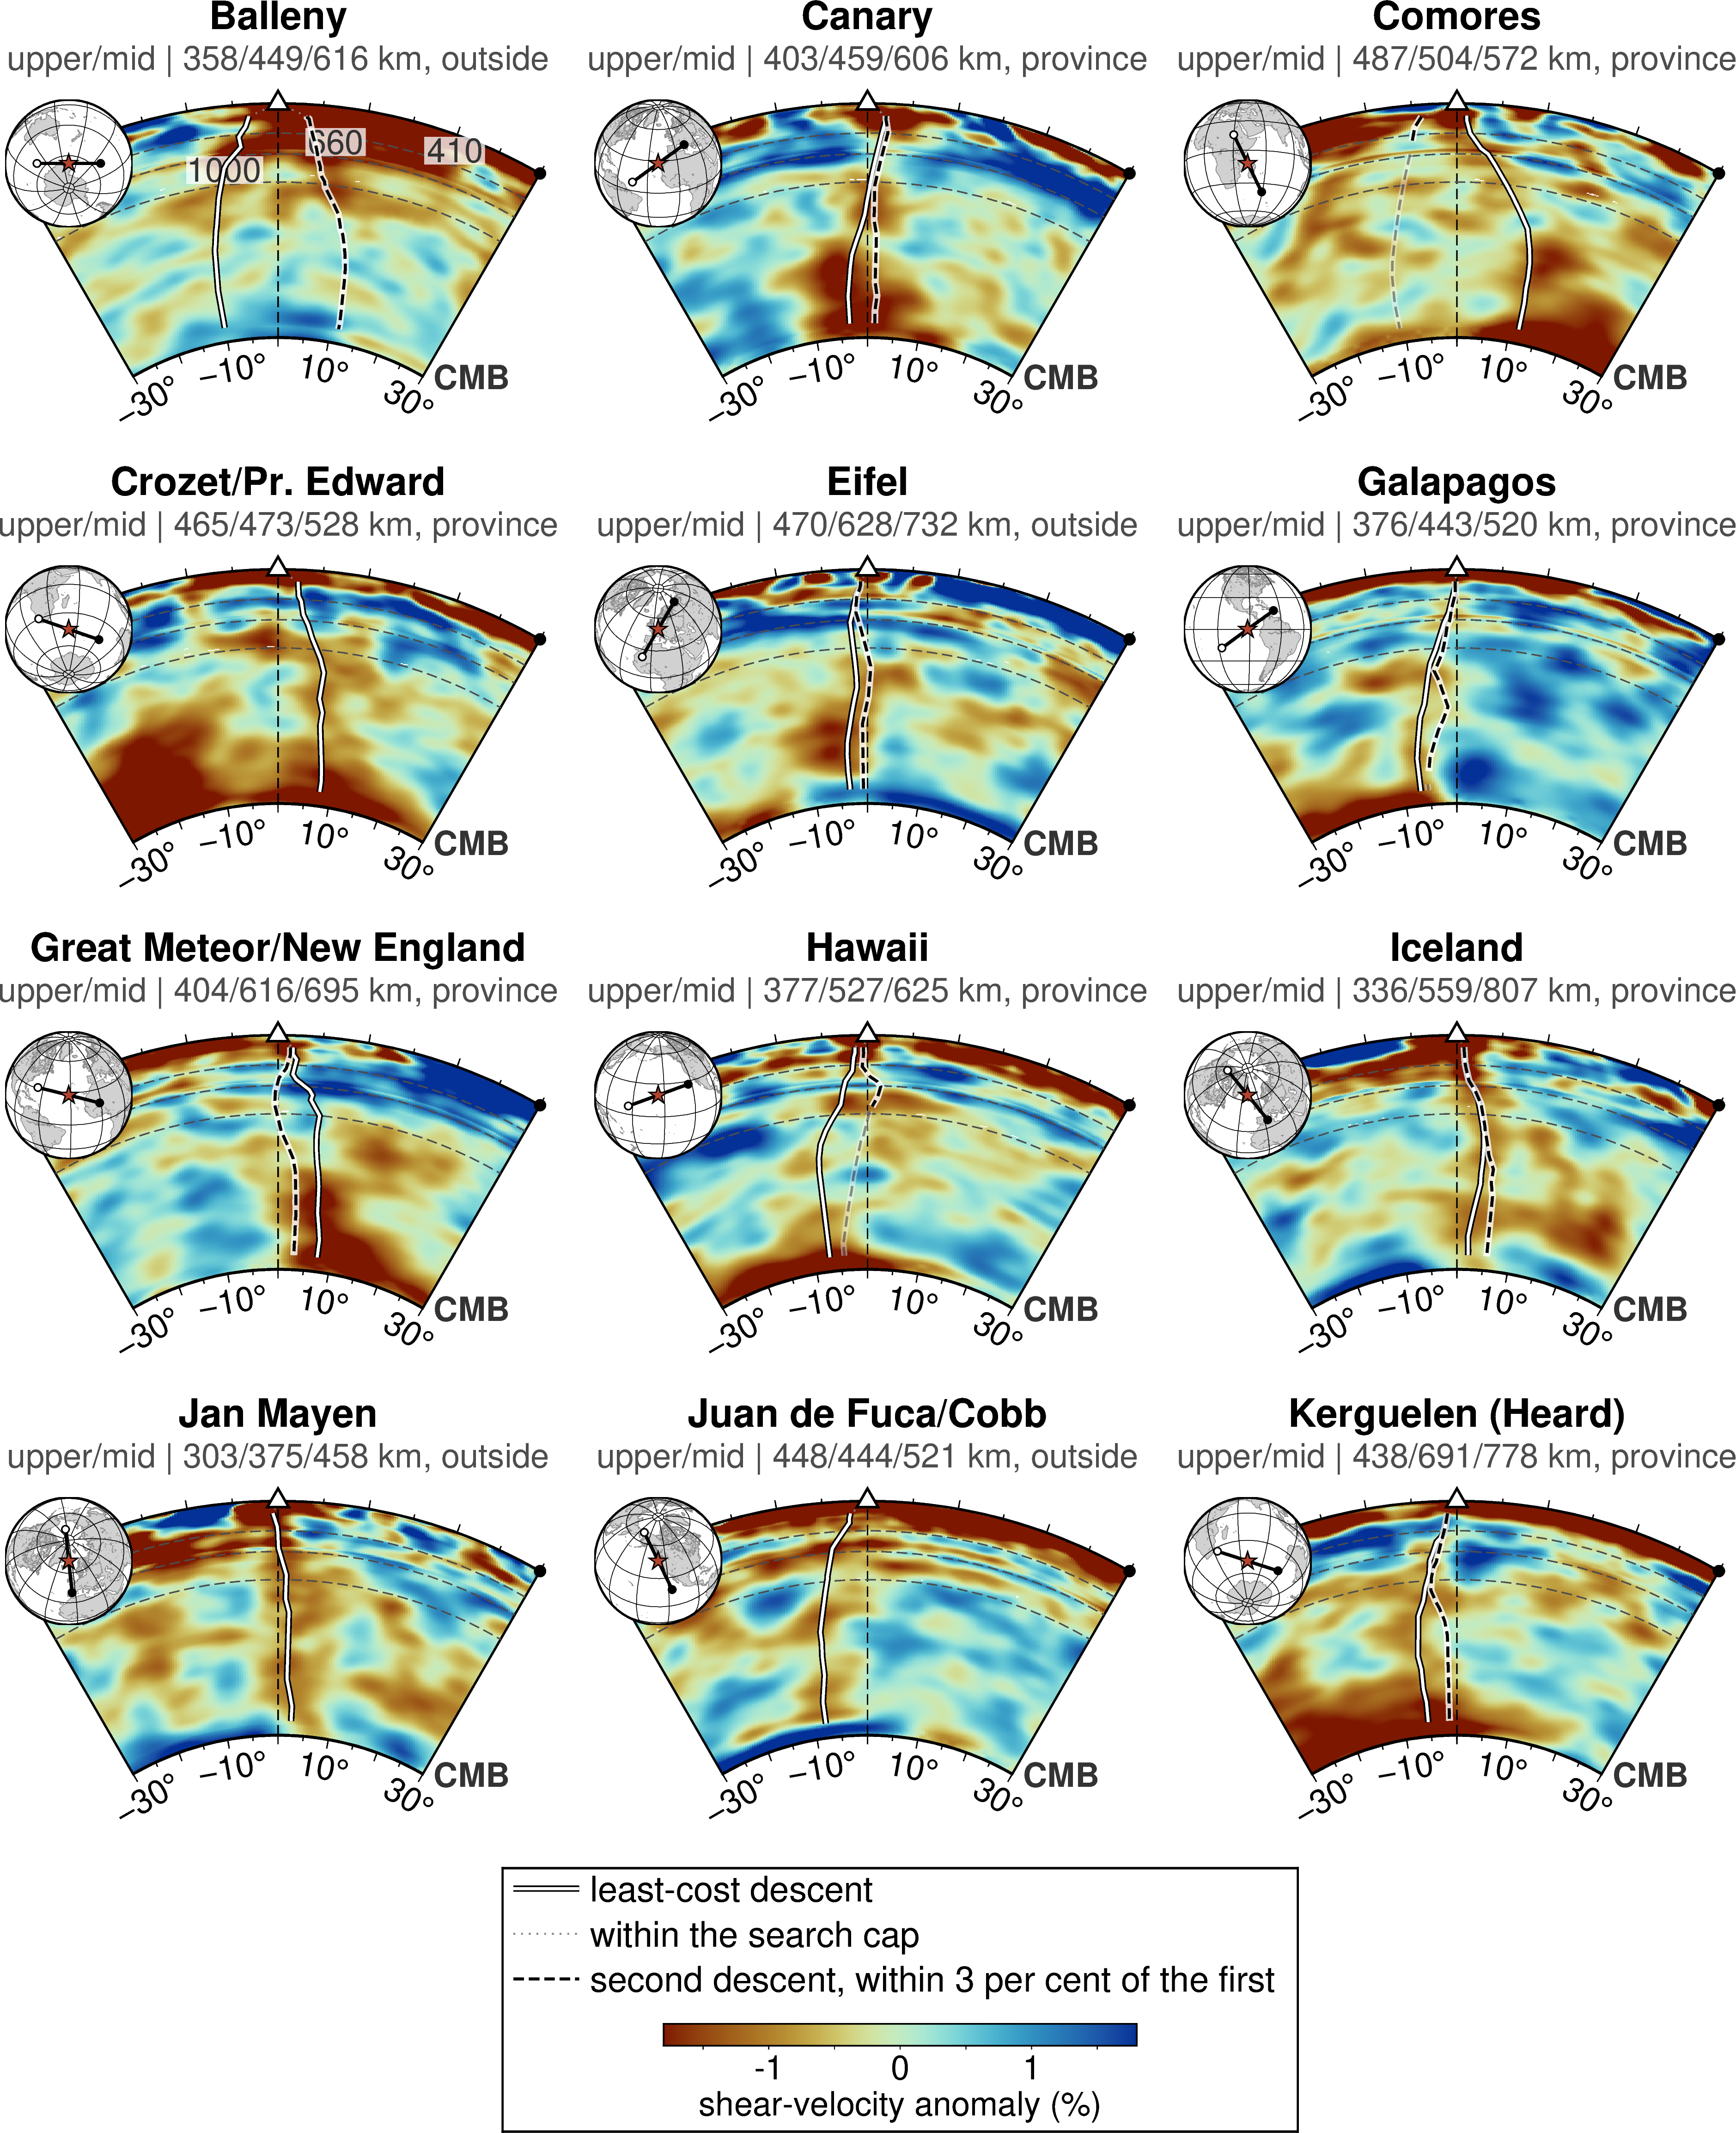 Balleny
upper/mid | 358/449/616 km, outside
660
410
1000
−30°
−10°
10°
30°
CMB
Canary
upper/mid | 403/459/606 km, province
−30°
−10°
10°
30°
CMB
Comores
upper/mid | 487/504/572 km, province
−30°
−10°
10°
30°
CMB
Crozet/Pr. Edward
upper/mid | 465/473/528 km, province
−30°
−10°
10°
30°
CMB
Eifel
upper/mid | 470/628/732 km, outside
−30°
−10°
10°
30°
CMB
Galapagos
upper/mid | 376/443/520 km, province
−30°
−10°
10°
30°
CMB
Great Meteor/New England
upper/mid | 404/616/695 km, province
−30°
−10°
10°
30°
CMB
Hawaii
upper/mid | 377/527/625 km, province
−30°
−10°
10°
30°
CMB
Iceland
upper/mid | 336/559/807 km, province
−30°
−10°
10°
30°
CMB
Jan Mayen
upper/mid | 303/375/458 km, outside
−30°
−10°
10°
30°
CMB
Juan de Fuca/Cobb
upper/mid | 448/444/521 km, outside
−30°
−10°
10°
30°
CMB
Kerguelen (Heard)
upper/mid | 438/691/778 km, province
−30°
−10°
10°
30°
CMB
least-cost descent
within the search cap
second descent, within 3 per cent of the first
-1 0 1
shear-velocity anomaly (%)